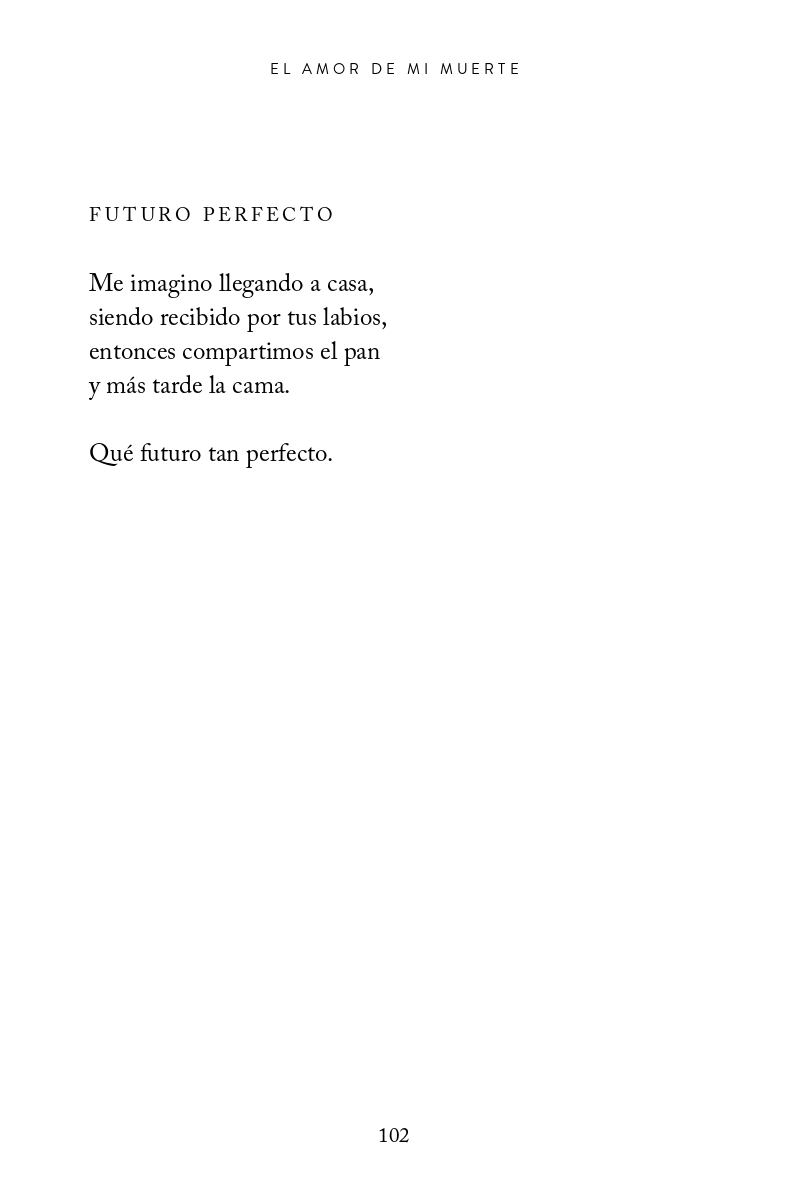 EL AMOR DE MI MUERTE
FUTURO PERFECTO
Me imagino llegando a casa,
siendo recibido por tus labios,
entonces compartimos el pan
y más tarde la cama.
Qué futuro tan perfecto.
102